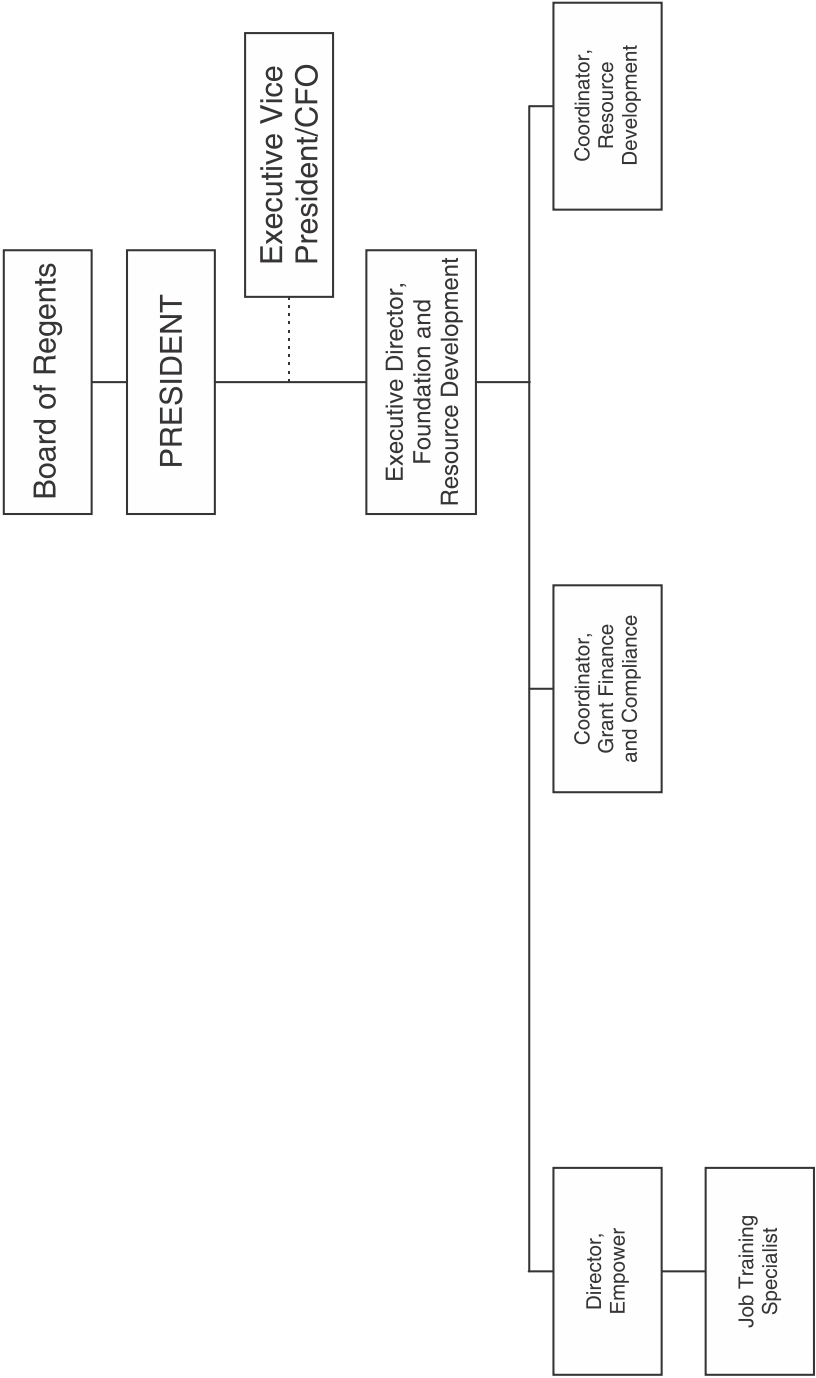 Board of Regents
PRESIDENT
Executive Vice
President/CFO
Executive Director,
Foundation and
Resource Development
Director,
Empower
Coordinator,
Grant Finance
and Compliance
Coordinator,
Resource
Development
Job Training
Specialist